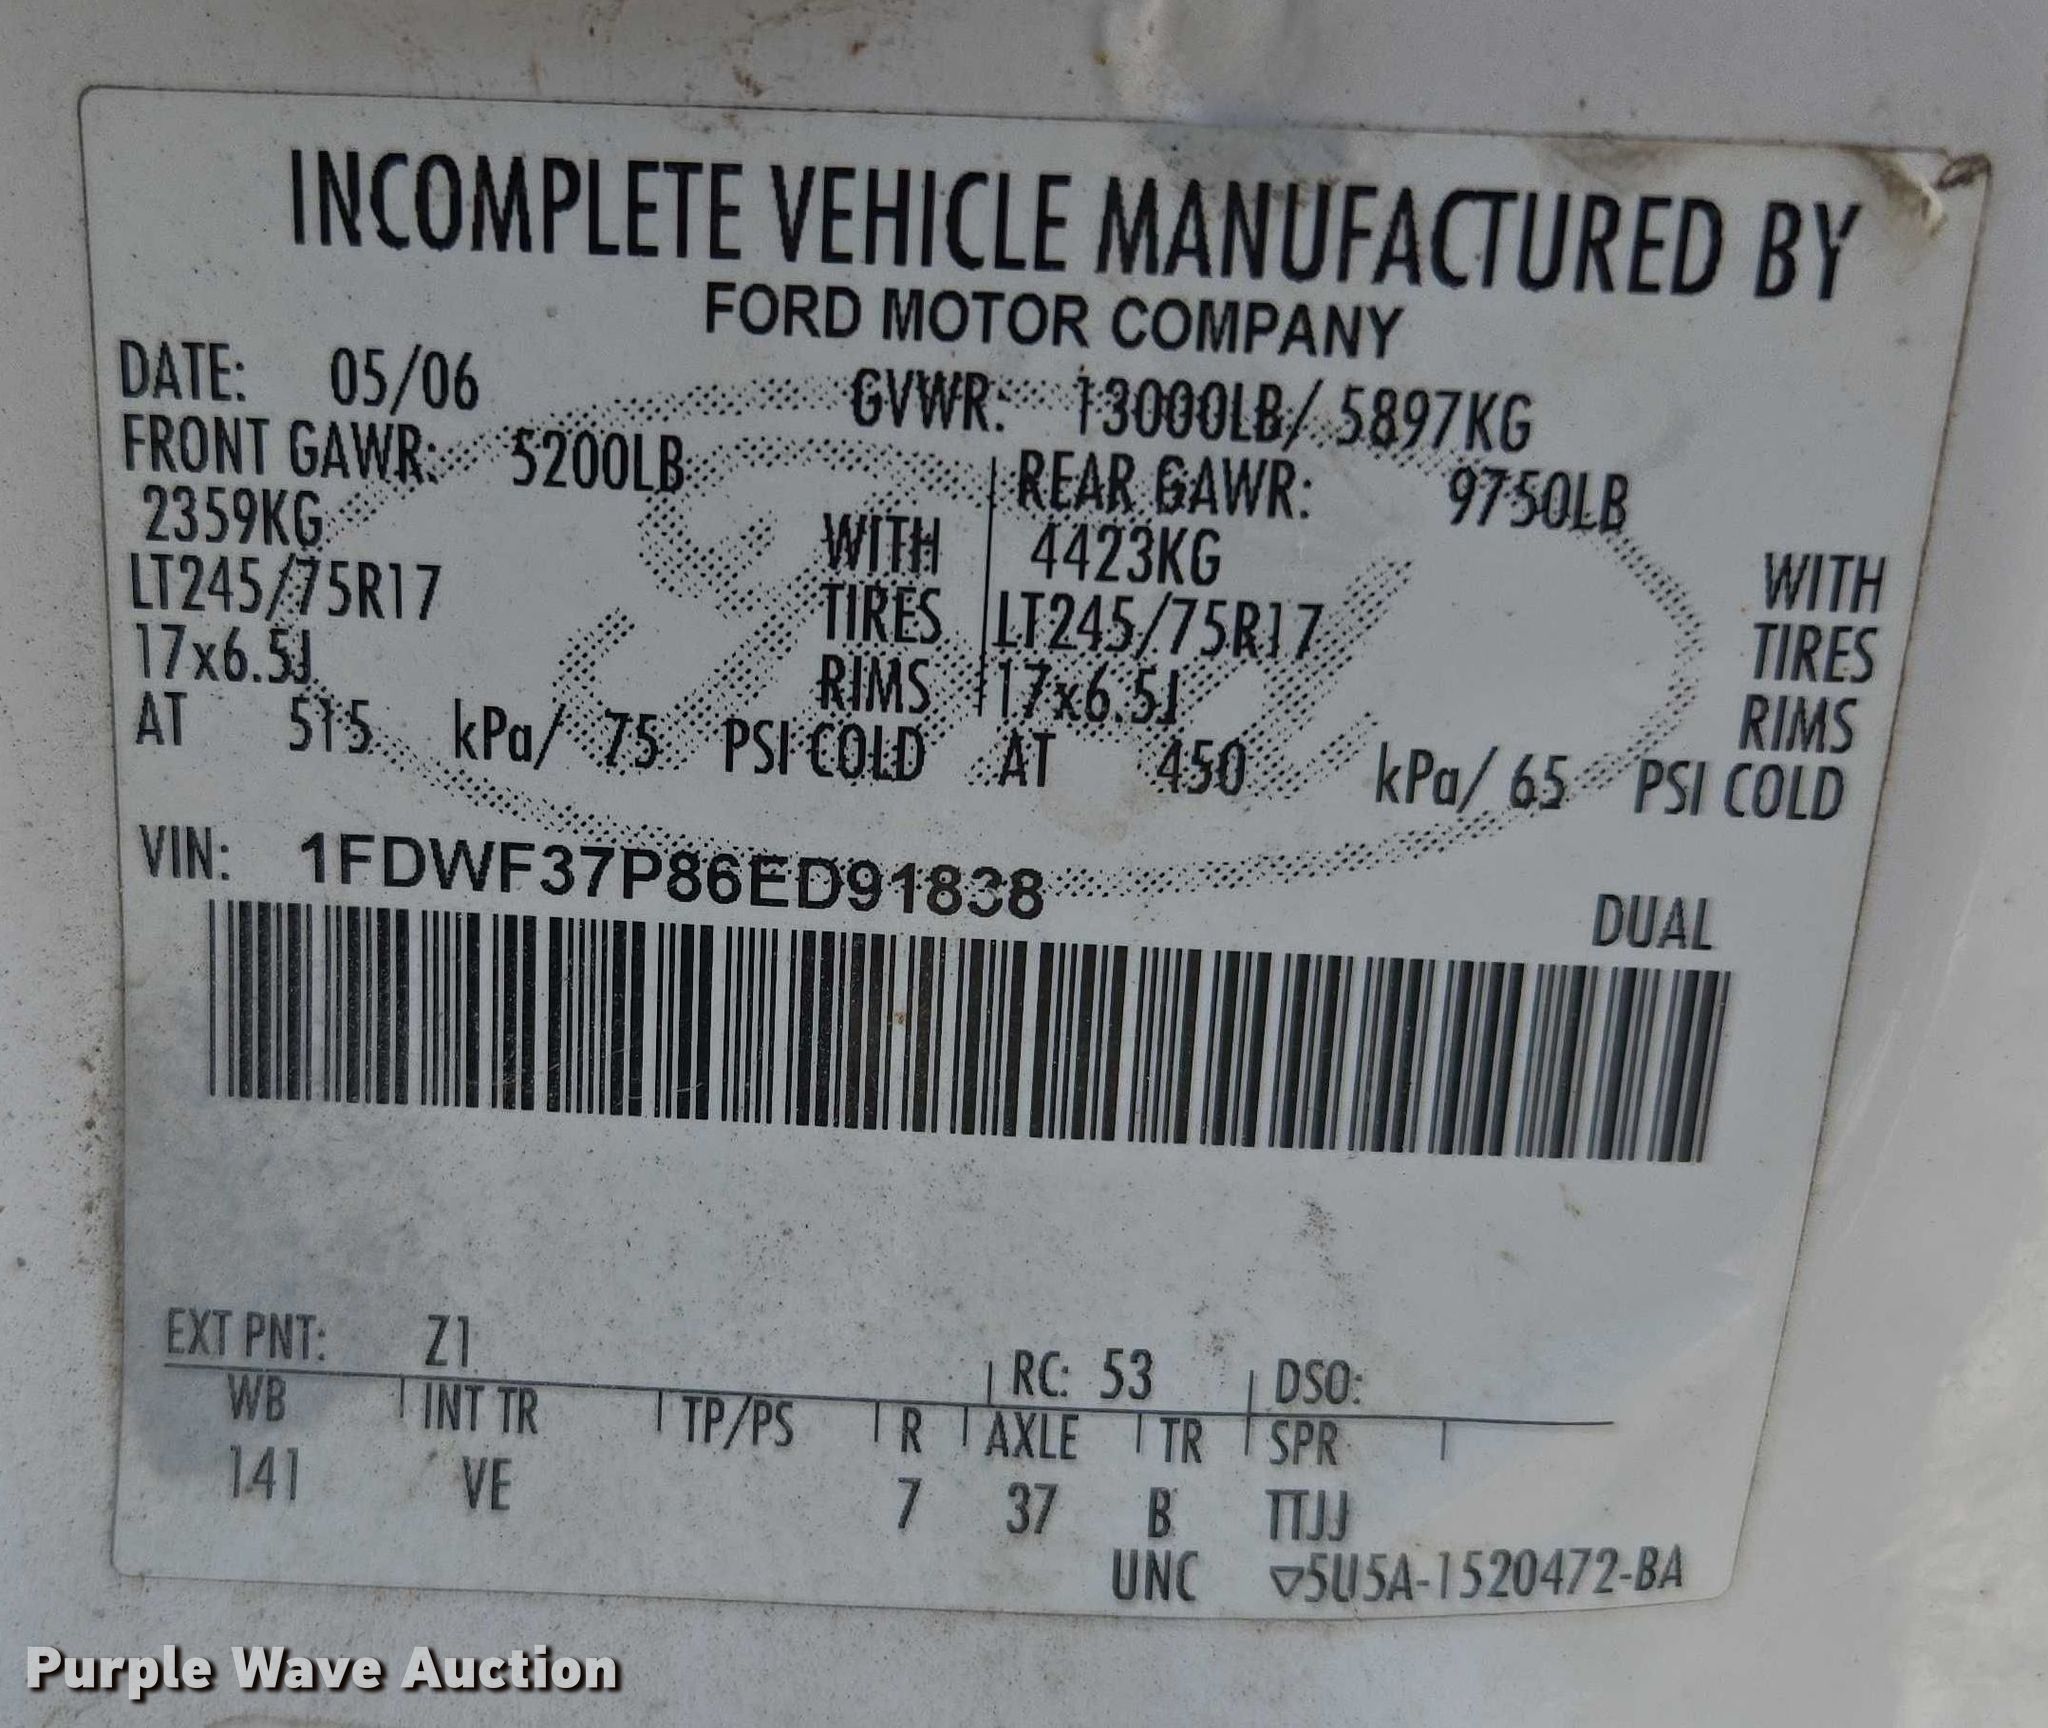 INCOMPLETE VEHICLE MANUFACTURED BY
FORD MOTOR COMPANY
DATE: 05/06 GVWR: 13000LB/ 5897KG
FRONT GAWR: 5200LB REAR GAWR: 9750LB
2359KG WITH 4423KG WITH
LT245/75R17 TIRES LT245/75R17 TIRES
17x6.5J RIMS 17x6.5J RIMS
AT 515 kPa/ 75 PSI COLD AT 450 kPa/ 65 PSI COLD
VIN: 1FDWF37P86ED91838 DUAL
EXT PNT: Z1 RC: 53 DSO:
WB INT TR TP/PS R AXLE TR SPR
141 VE 7 37 B TTJJ
UNC ▽5U5A-1520472-BA
Purple Wave Auction